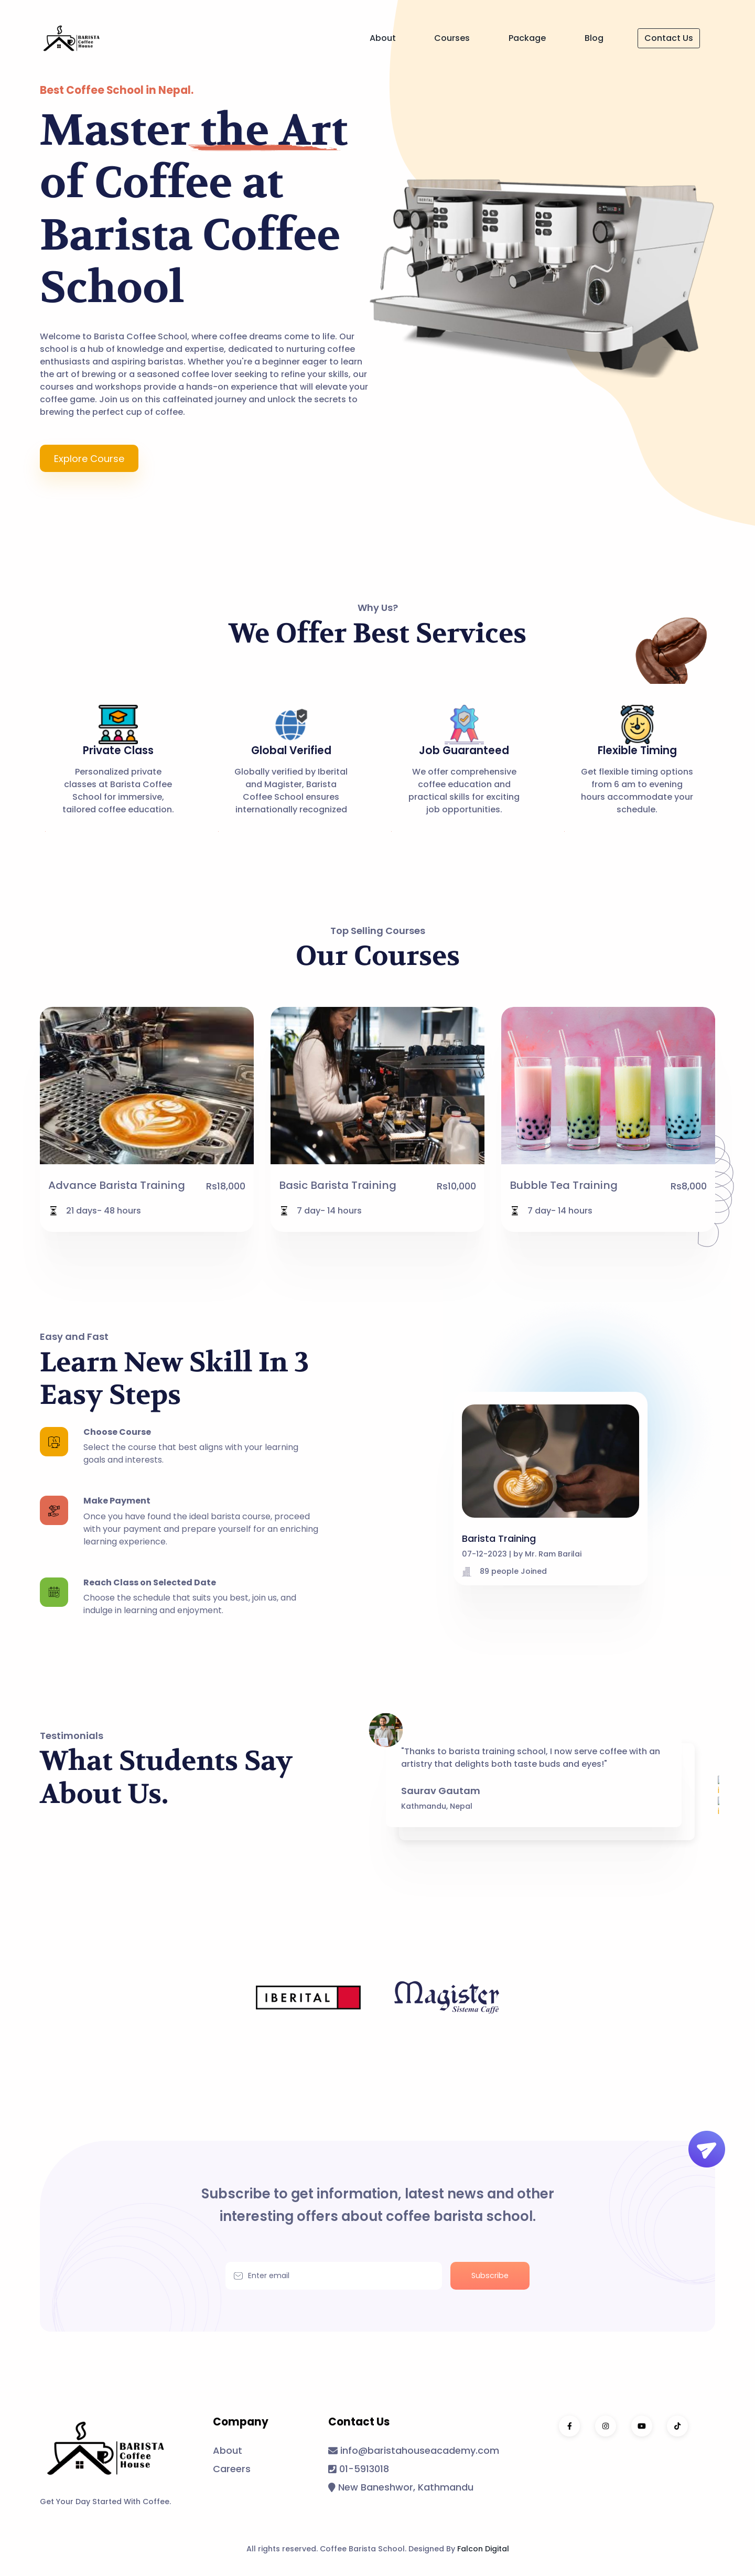 BARISTA
Coffee
House
About
Courses
Package
Blog
Contact Us
Best Coffee School in Nepal.
Master the Art
of Coffee at
Barista Coffee
School
Welcome to Barista Coffee School, where coffee dreams come to life. Our
school is a hub of knowledge and expertise, dedicated to nurturing coffee
enthusiasts and aspiring baristas. Whether you're a beginner eager to learn
the art of brewing or a seasoned coffee lover seeking to refine your skills, our
courses and workshops provide a hands-on experience that will elevate your
coffee game. Join us on this caffeinated journey and unlock the secrets to
brewing the perfect cup of coffee.
Explore Course
Why Us?
We Offer Best Services
Private Class
Personalized private
classes at Barista Coffee
School for immersive,
tailored coffee education.
Global Verified
Globally verified by Iberital
and Magister, Barista
Coffee School ensures
internationally recognized
Job Guaranteed
We offer comprehensive
coffee education and
practical skills for exciting
job opportunities.
Flexible Timing
Get flexible timing options
from 6 am to evening
hours accommodate your
schedule.
Top Selling Courses
Our Courses
Advance Barista Training
Rs18,000
21 days- 48 hours
Basic Barista Training
Rs10,000
7 day- 14 hours
Bubble Tea Training
Rs8,000
7 day- 14 hours
Easy and Fast
Learn New Skill In 3
Easy Steps
Choose Course
Select the course that best aligns with your learning
goals and interests.
Make Payment
Once you have found the ideal barista course, proceed
with your payment and prepare yourself for an enriching
learning experience.
Reach Class on Selected Date
Choose the schedule that suits you best, join us, and
indulge in learning and enjoyment.
Barista Training
07-12-2023 | by Mr. Ram Barilai
89 people Joined
Testimonials
What Students Say
About Us.
"Thanks to barista training school, I now serve coffee with an
artistry that delights both taste buds and eyes!"
Saurav Gautam
Kathmandu, Nepal
IBERITAL
Magister
Sistema Caffè
Subscribe to get information, latest news and other
interesting offers about coffee barista school.
Enter email
Subscribe
BARISTA
Coffee
House
Get Your Day Started With Coffee.
Company
About
Careers
Contact Us
info@baristahouseacademy.com
01-5913018
New Baneshwor, Kathmandu
All rights reserved. Coffee Barista School. Designed By Falcon Digital